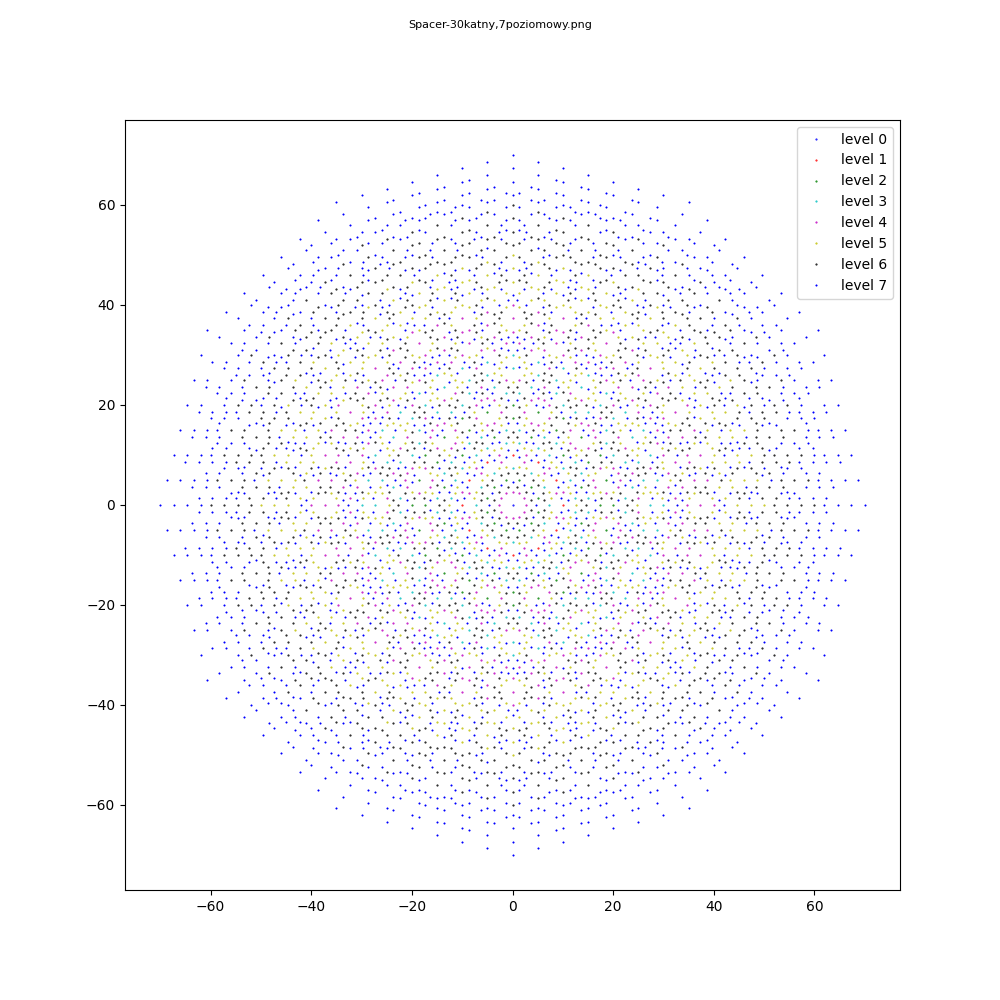 Spacer-30katny,7poziomowy.png
level 0
level 1
level 2
level 3
level 4
level 5
level 6
level 7
60
40
20
0
−20
−40
−60
−60 −40 −20 0 20 40 60